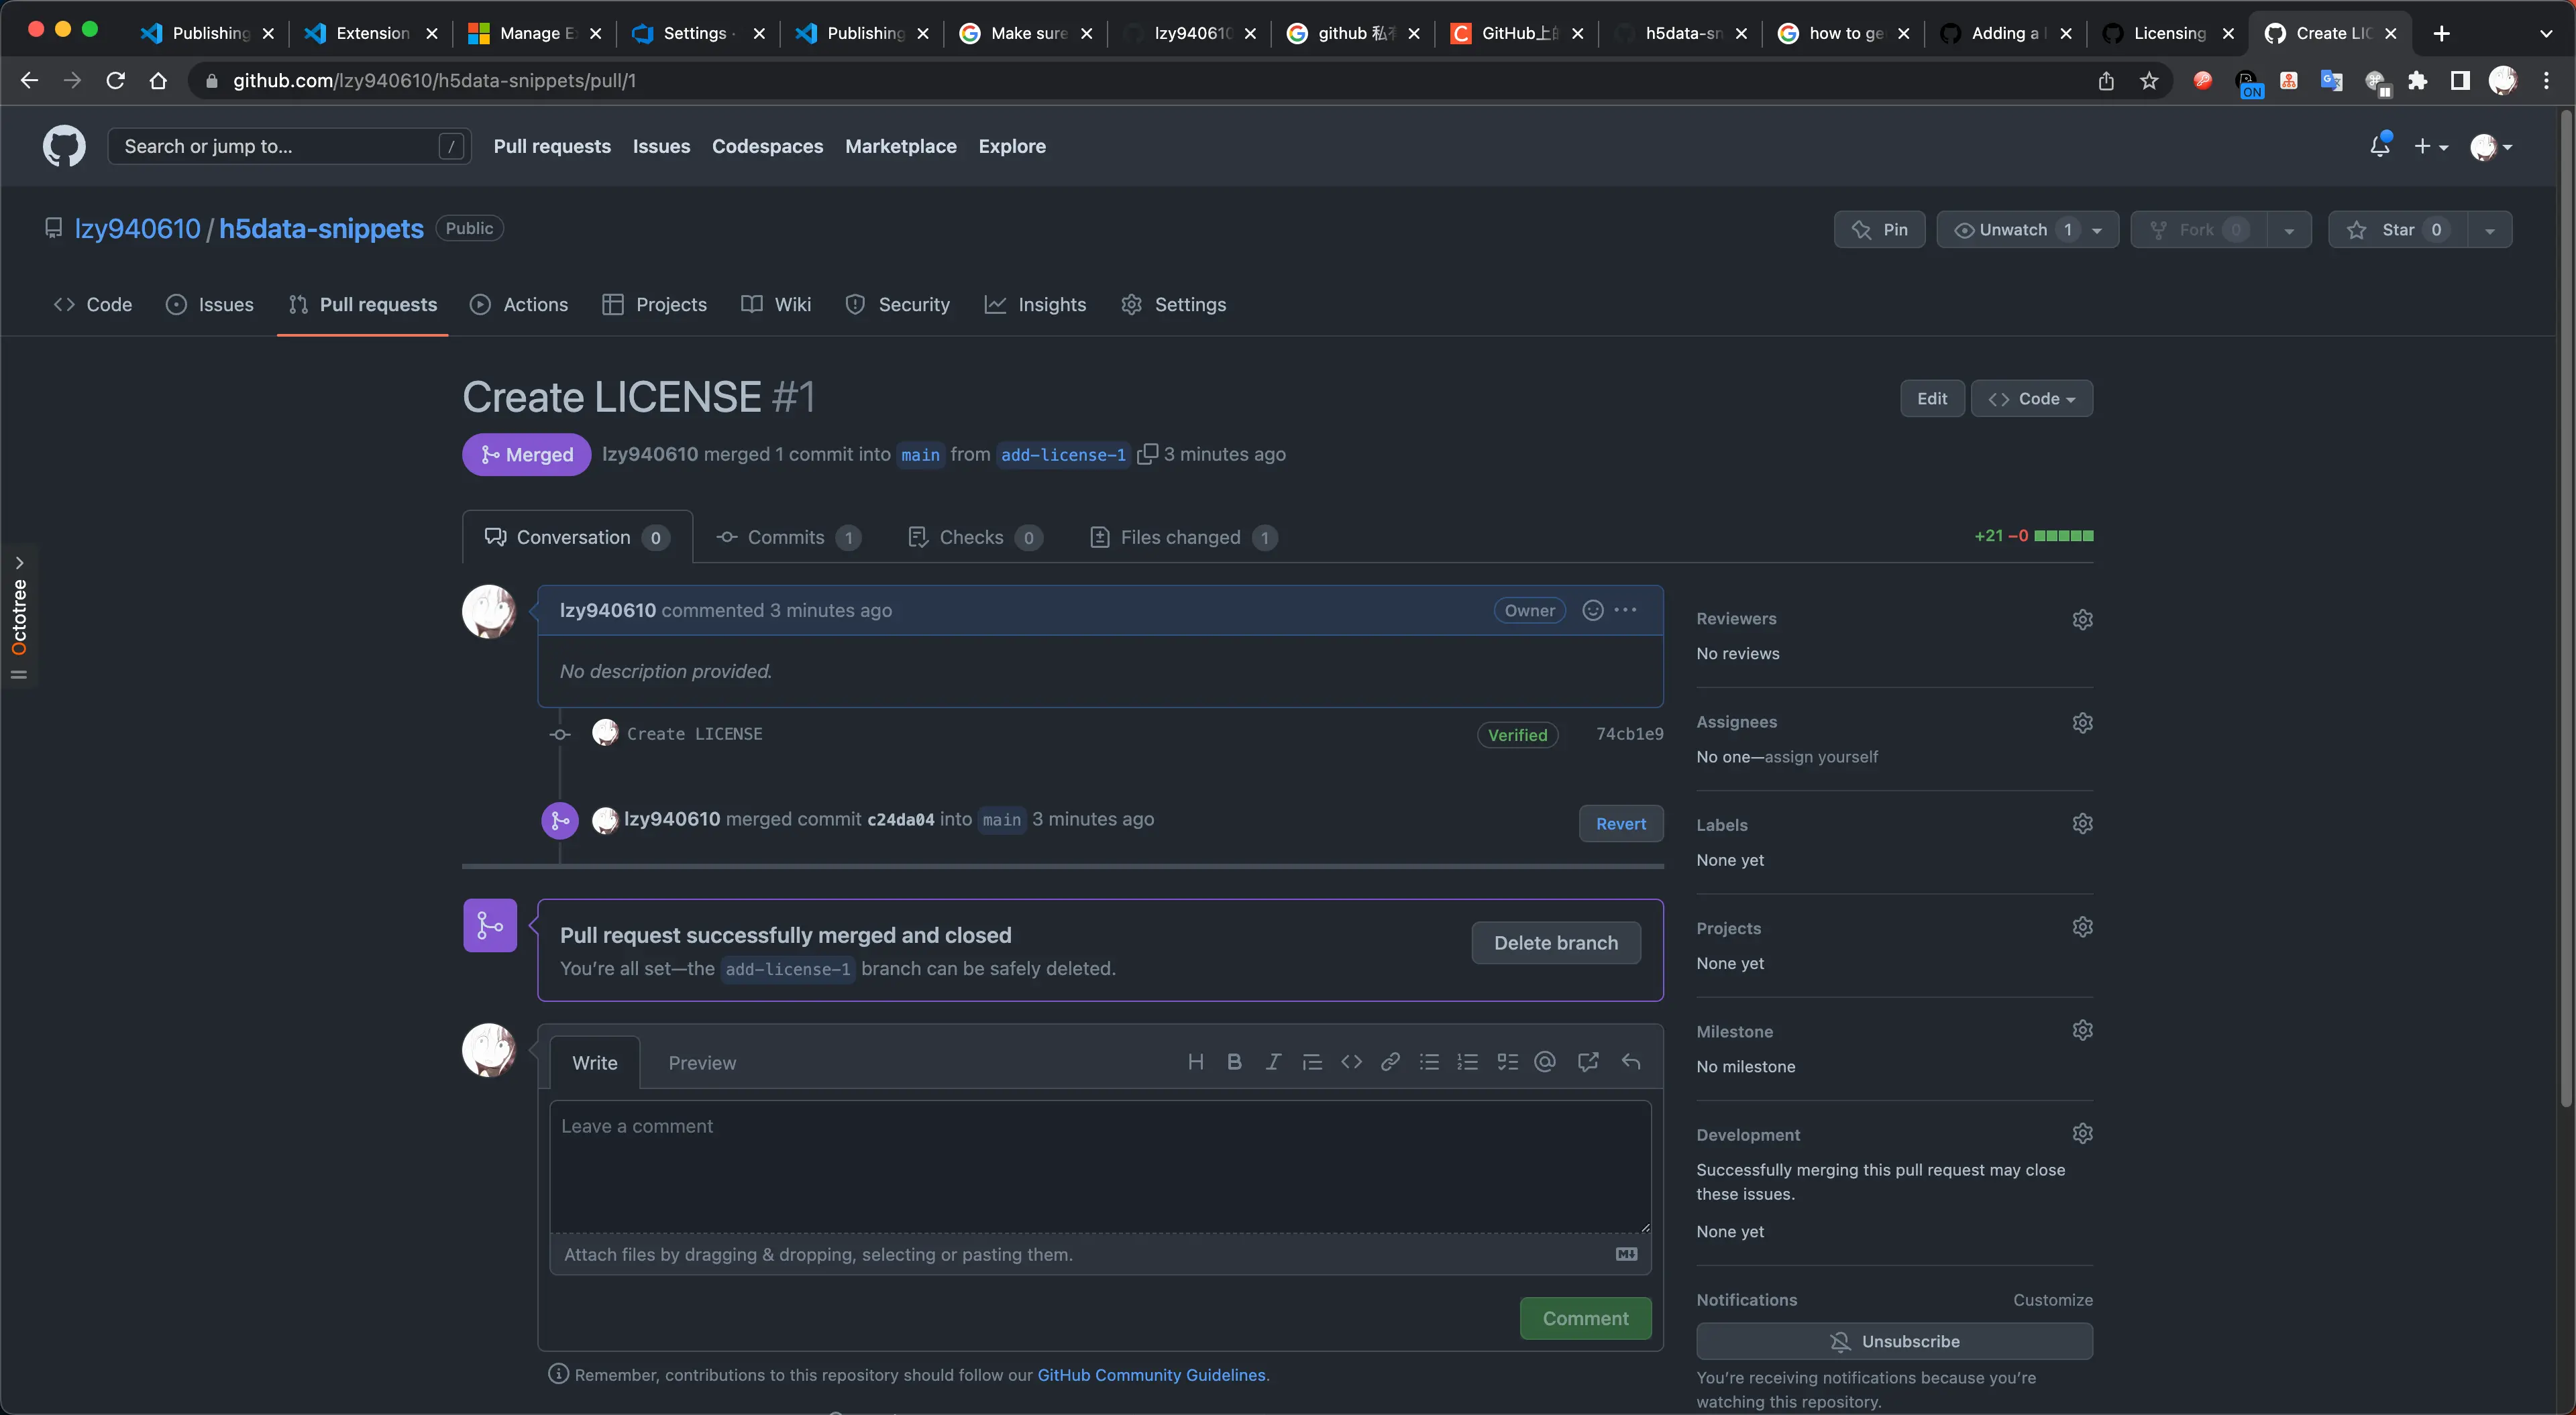 Publishing
Extension
Manage E
Settings ·
Publishing
Make sure
lzy940610
github 私有
GitHub上的
h5data-sn
how to ge
Adding a l
Licensing
Create LIC
github.com/lzy940610/h5data-snippets/pull/1
ON
Search or jump to...
/
Pull requests
Issues
Codespaces
Marketplace
Explore
lzy940610 / h5data-snippets
Public
Pin
Unwatch 1
Fork 0
Star 0
Code
Issues
Pull requests
Actions
Projects
Wiki
Security
Insights
Settings
Create LICENSE #1
Edit
Code
Merged
lzy940610 merged 1 commit into main from add-license-1 3 minutes ago
Conversation 0
Commits 1
Checks 0
Files changed 1
+21 −0
Octotree
lzy940610 commented 3 minutes ago
Owner
No description provided.
Create LICENSE
Verified
74cb1e9
lzy940610 merged commit c24da04 into main 3 minutes ago
Revert
Pull request successfully merged and closed
You’re all set—the add-license-1 branch can be safely deleted.
Delete branch
Write
Preview
Leave a comment
Attach files by dragging & dropping, selecting or pasting them.
Comment
Remember, contributions to this repository should follow our GitHub Community Guidelines.
Reviewers
No reviews
Assignees
No one—assign yourself
Labels
None yet
Projects
None yet
Milestone
No milestone
Development
Successfully merging this pull request may close
these issues.
None yet
Notifications
Customize
Unsubscribe
You’re receiving notifications because you’re
watching this repository.